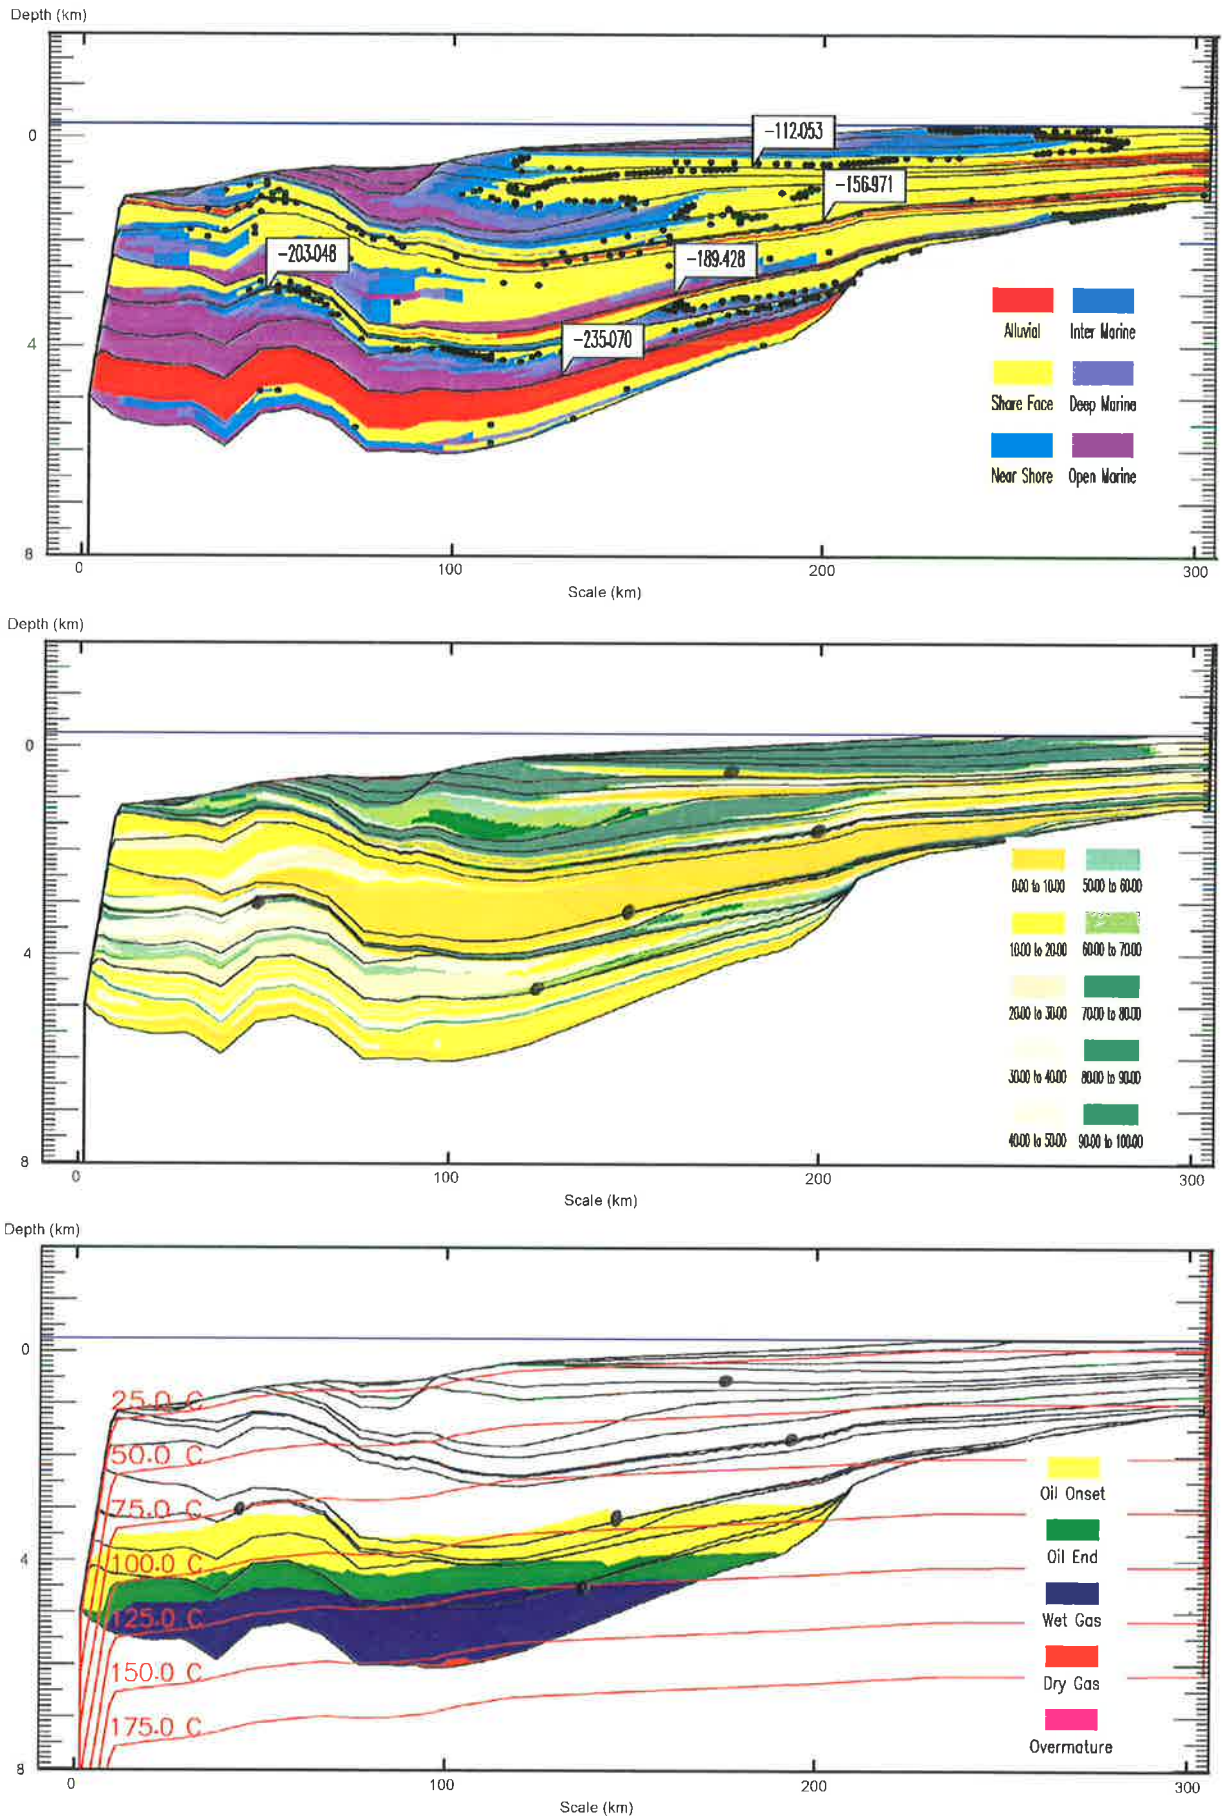 Depth (km)
0
-112.053
-156.971
-203.048
-189.428
-235.070
4
8
Alluvial
Inter Marine
Shore Face
Deep Marine
Near Shore
Open Marine
0
100
200
300
Scale (km)
Depth (km)
0
4
8
0.00 to 10.00
50.00 to 60.00
10.00 to 20.00
60.00 to 70.00
20.00 to 30.00
70.00 to 80.00
30.00 to 40.00
80.00 to 90.00
40.00 to 50.00
90.00 to 100.00
0
100
200
300
Scale (km)
Depth (km)
0
25.0 C
50.0 C
75.0 C
100.0 C
125.0 C
150.0 C
175.0 C
4
8
Oil Onset
Oil End
Wet Gas
Dry Gas
Overmature
0
100
200
300
Scale (km)